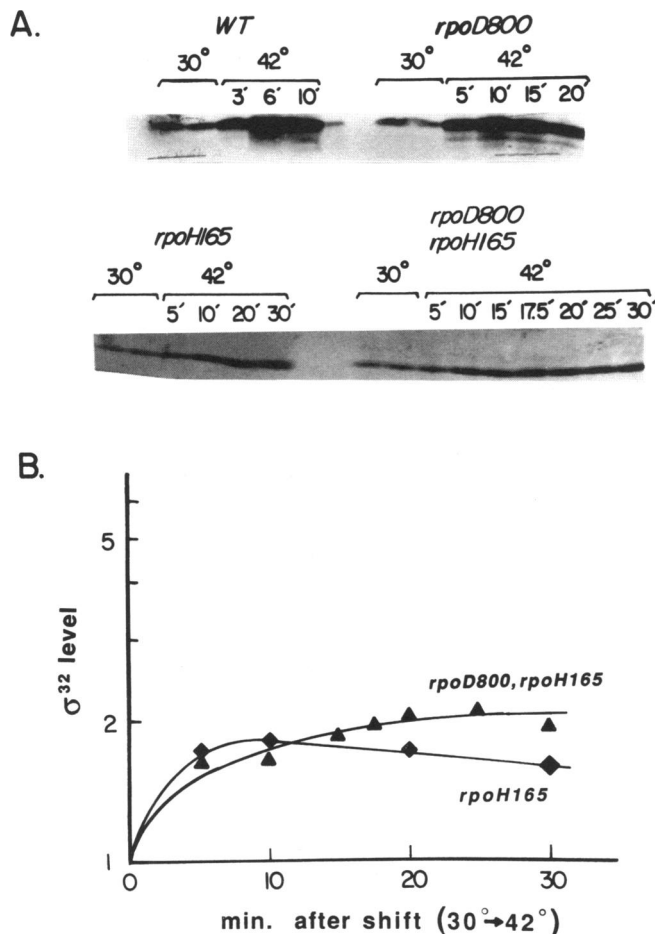 A.
WT
rpoD800
30° 42° 30° 42°
3′ 6′ 10′ 5′ 10′ 15′ 20′
rpoH165
rpoD800
rpoH165
30° 42° 30° 42°
5′ 10′ 20′ 30′ 5′ 10′ 15′ 17.5′ 20′ 25′ 30′
B.
5
2
1
σ³² level
rpoD800, rpoH165
rpoH165
0 10 20 30
min. after shift (30°→42°)